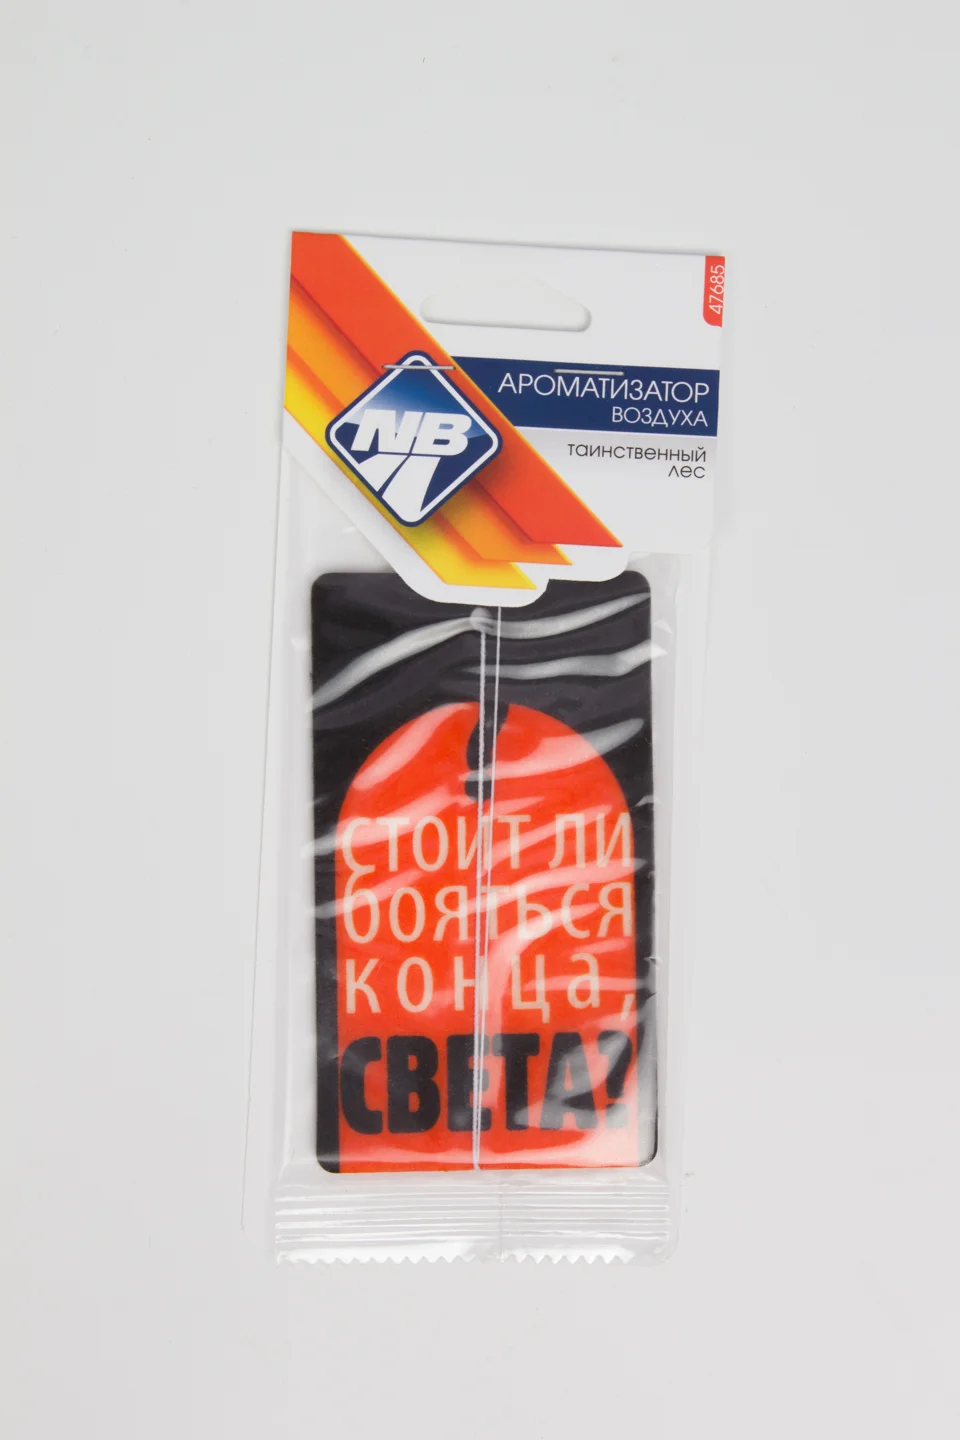 47685
NB
АРОМАТИЗАТОР
ВОЗДУХА
таинственный
лес
стоит ли
бояться
конца,
СВЕТА?